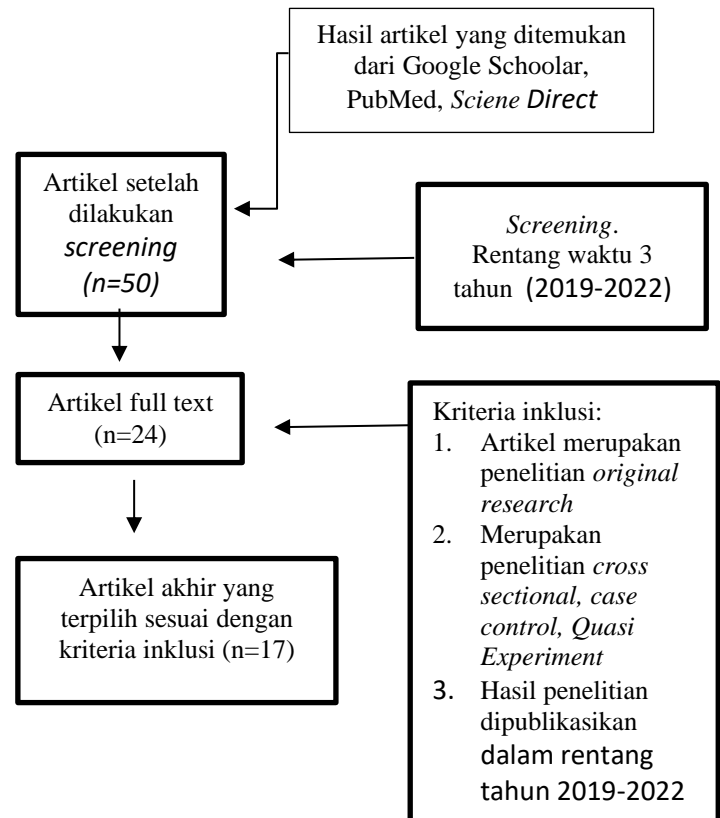 Hasil artikel yang ditemukan
dari Google Schoolar,
PubMed, Sciene Direct
Artikel setelah
dilakukan
screening
(n=50)
Screening.
Rentang waktu 3
tahun (2019-2022)
Artikel full text
(n=24)
Kriteria inklusi:
1. Artikel merupakan
penelitian original
research
2. Merupakan
penelitian cross
sectional, case
control, Quasi
Experiment
3. Hasil penelitian
dipublikasikan
dalam rentang
tahun 2019-2022
Artikel akhir yang
terpilih sesuai dengan
kriteria inklusi (n=17)